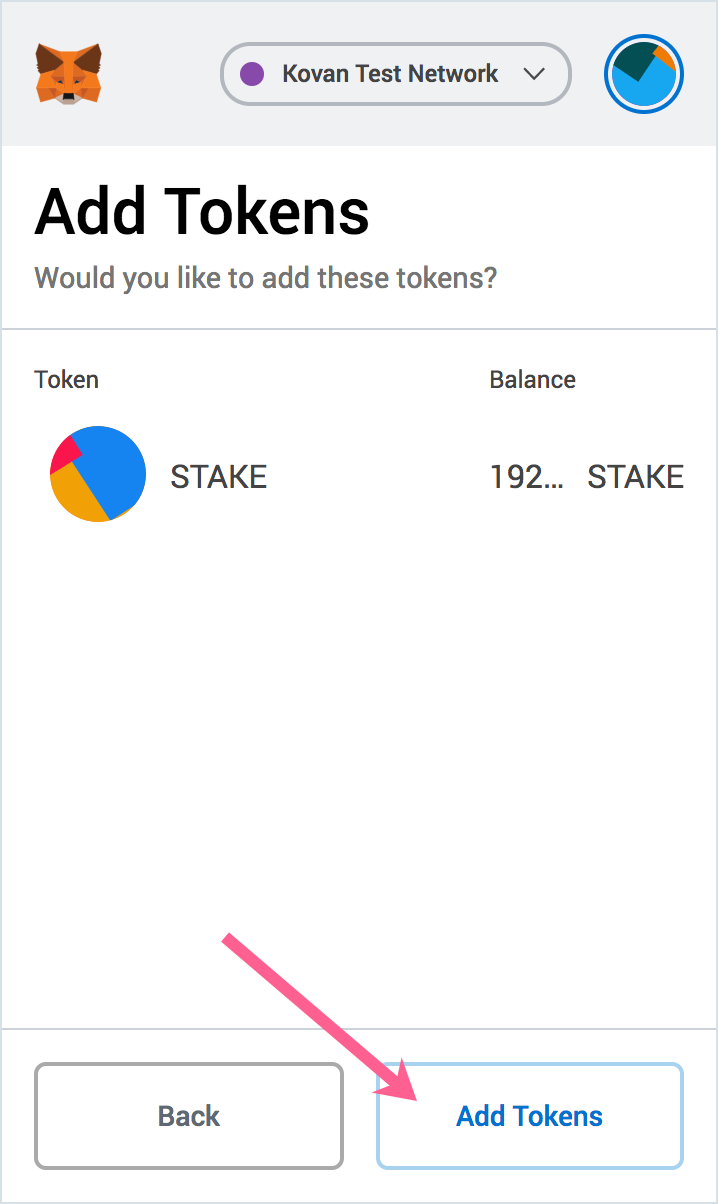 Kovan Test Network
Add Tokens
Would you like to add these tokens?
Token Balance
STAKE 192... STAKE
Back Add Tokens